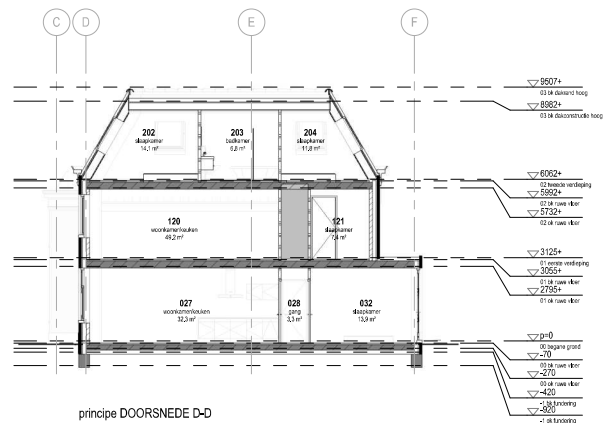 C
D
E
F
9507+
03 bk dakrand hoog
8982+
03 bk dakconstructie hoog
202
slaapkamer
14,1 m²
203
badkamer
6,8 m²
204
slaapkamer
11,8 m²
6062+
02 tweede verdieping
5992+
02 bk ruwe vloer
5732+
02 ok ruwe vloer
120
woonkamerkeuken
49,2 m²
121
slaapkamer
7,4 m²
3125+
01 eerste verdieping
3055+
01 bk ruwe vloer
2795+
01 ok ruwe vloer
027
woonkamerkeuken
32,3 m²
028
gang
3,3 m²
032
slaapkamer
13,9 m²
p=0
00 begane grond
-70
00 bk ruwe vloer
-270
00 ok ruwe vloer
-420
-1 bk fundering
-920
-1 ok fundering
principe DOORSNEDE D-D